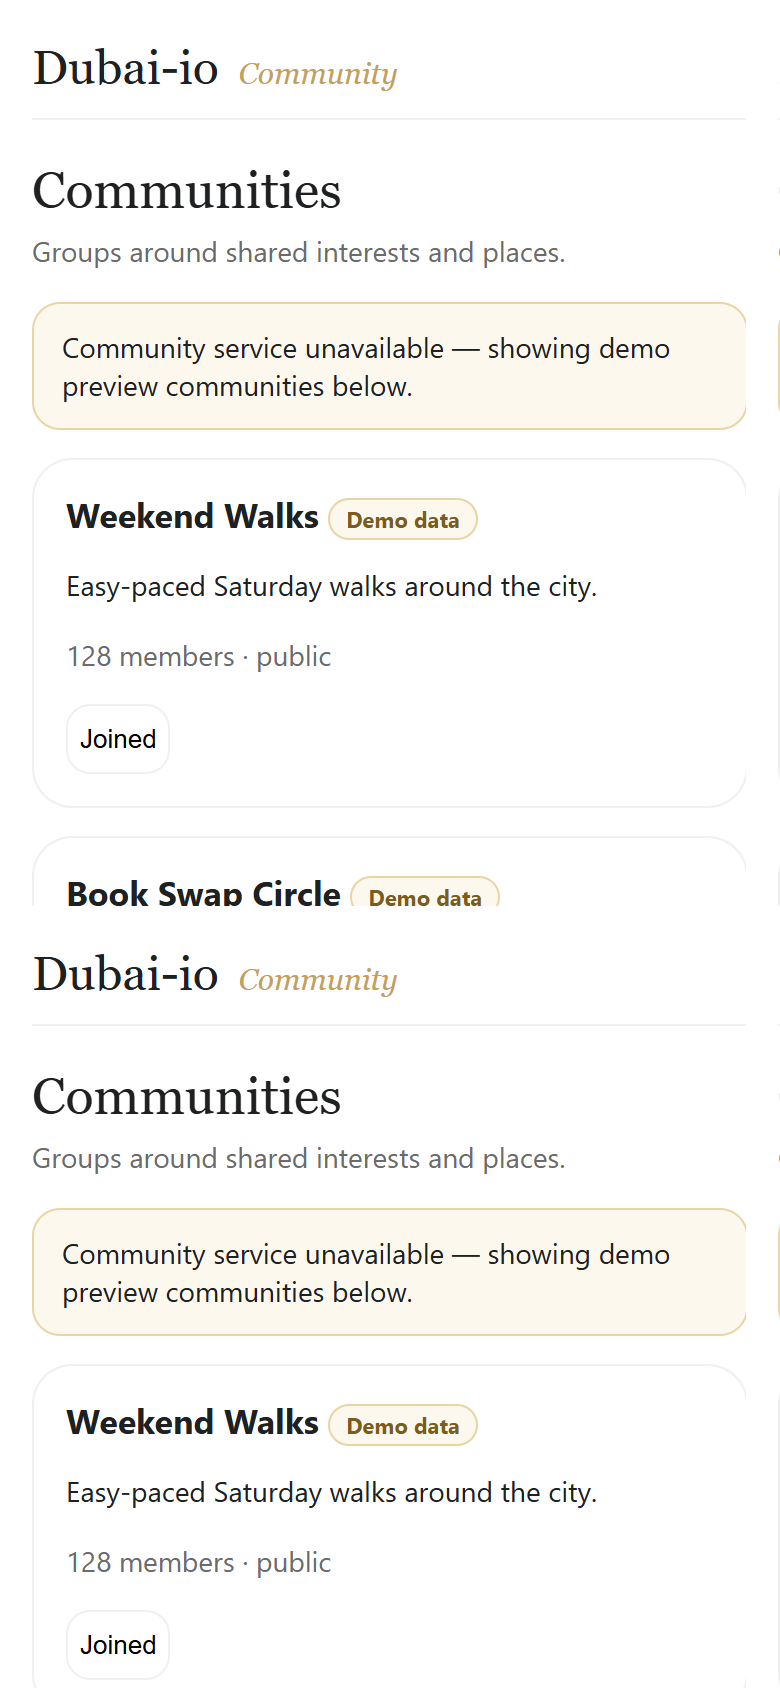 Dubai-io Community
Communities
Groups around shared interests and places.
Community service unavailable — showing demo
preview communities below.
Weekend Walks Demo data
Easy-paced Saturday walks around the city.
128 members · public
Joined
Book Swap Circle Demo data
Dubai-io Community
Communities
Groups around shared interests and places.
Community service unavailable — showing demo
preview communities below.
Weekend Walks Demo data
Easy-paced Saturday walks around the city.
128 members · public
Joined